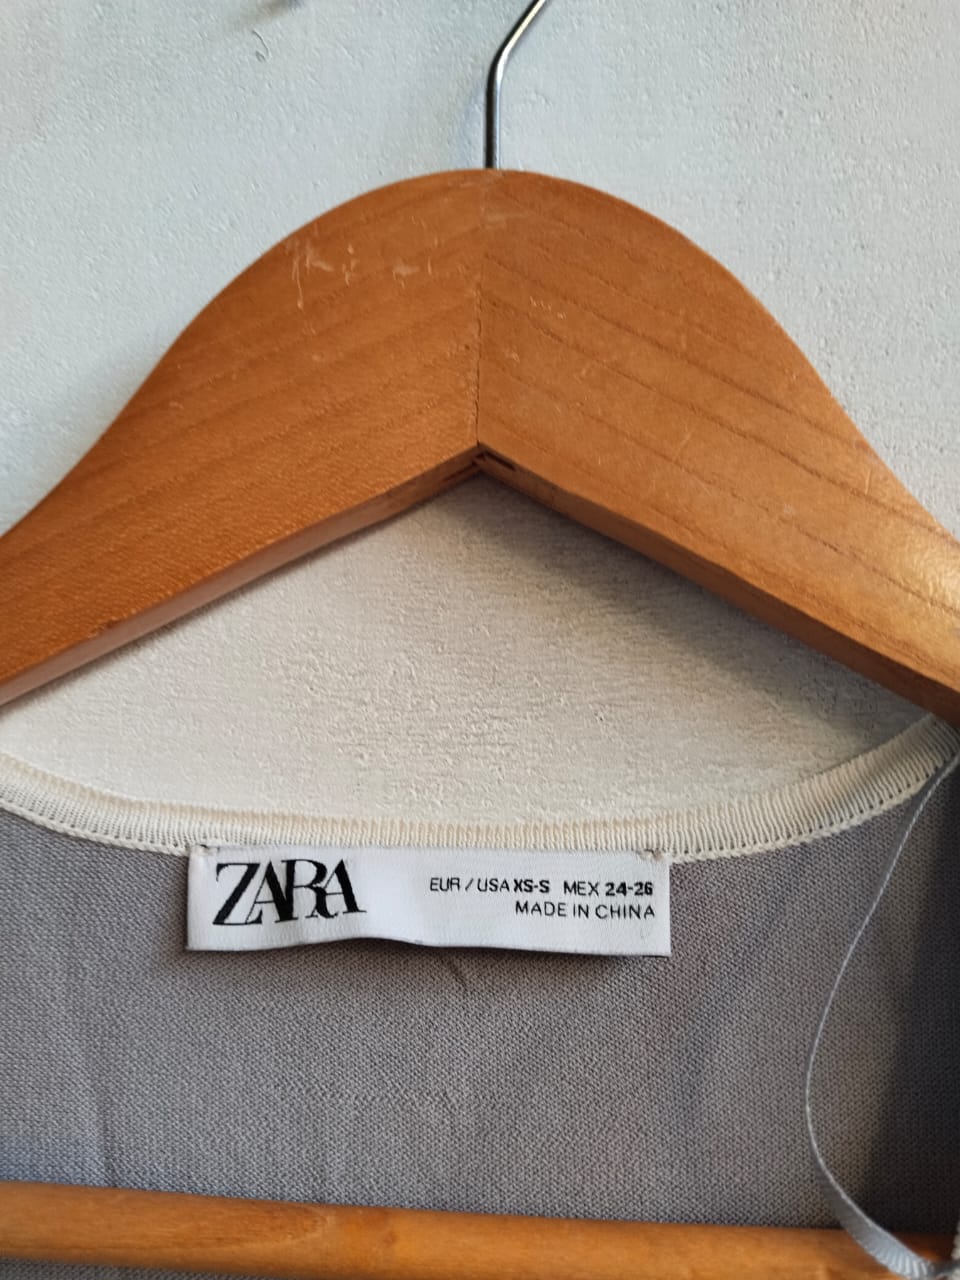 ZARA
EUR / USA XS-S MEX 24-26
MADE IN CHINA